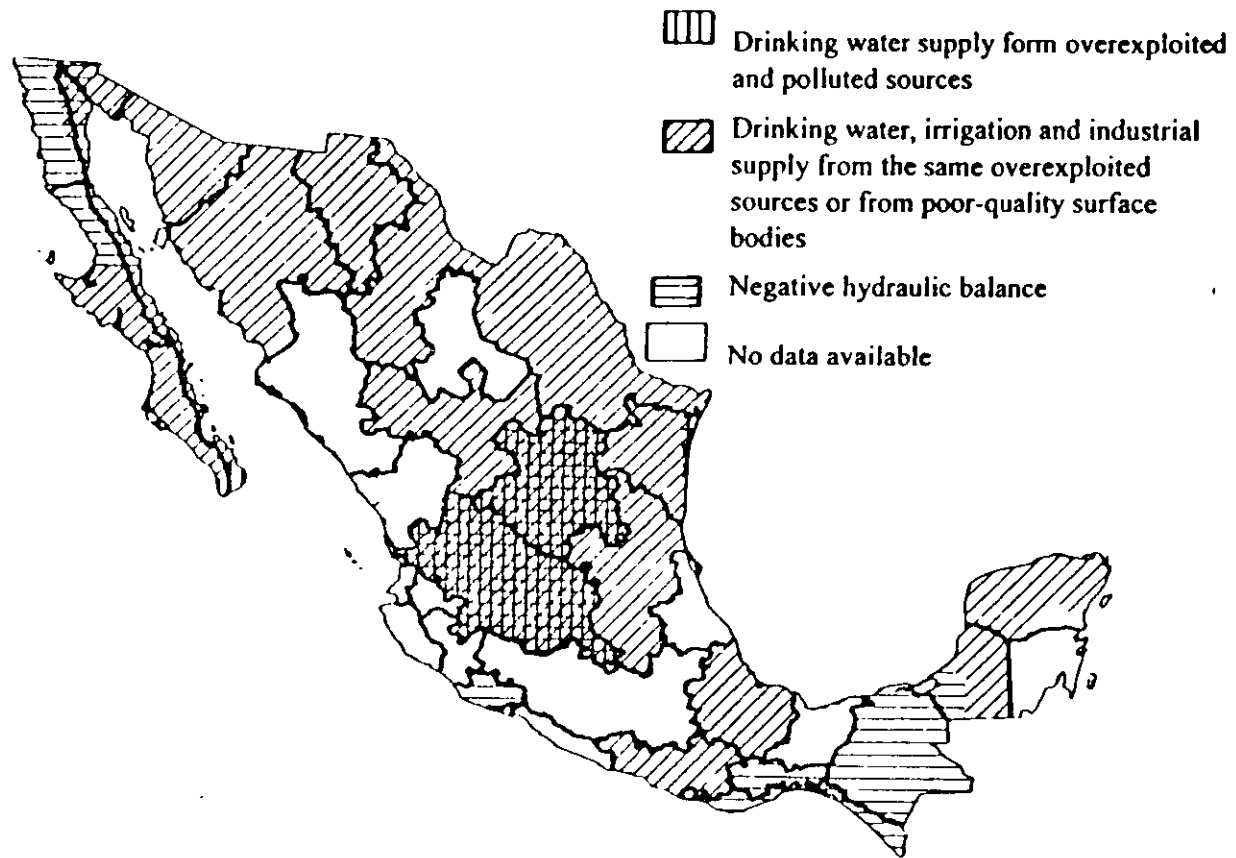 Drinking water supply form overexploited
and polluted sources
Drinking water, irrigation and industrial
supply from the same overexploited
sources or from poor-quality surface
bodies
Negative hydraulic balance
No data available